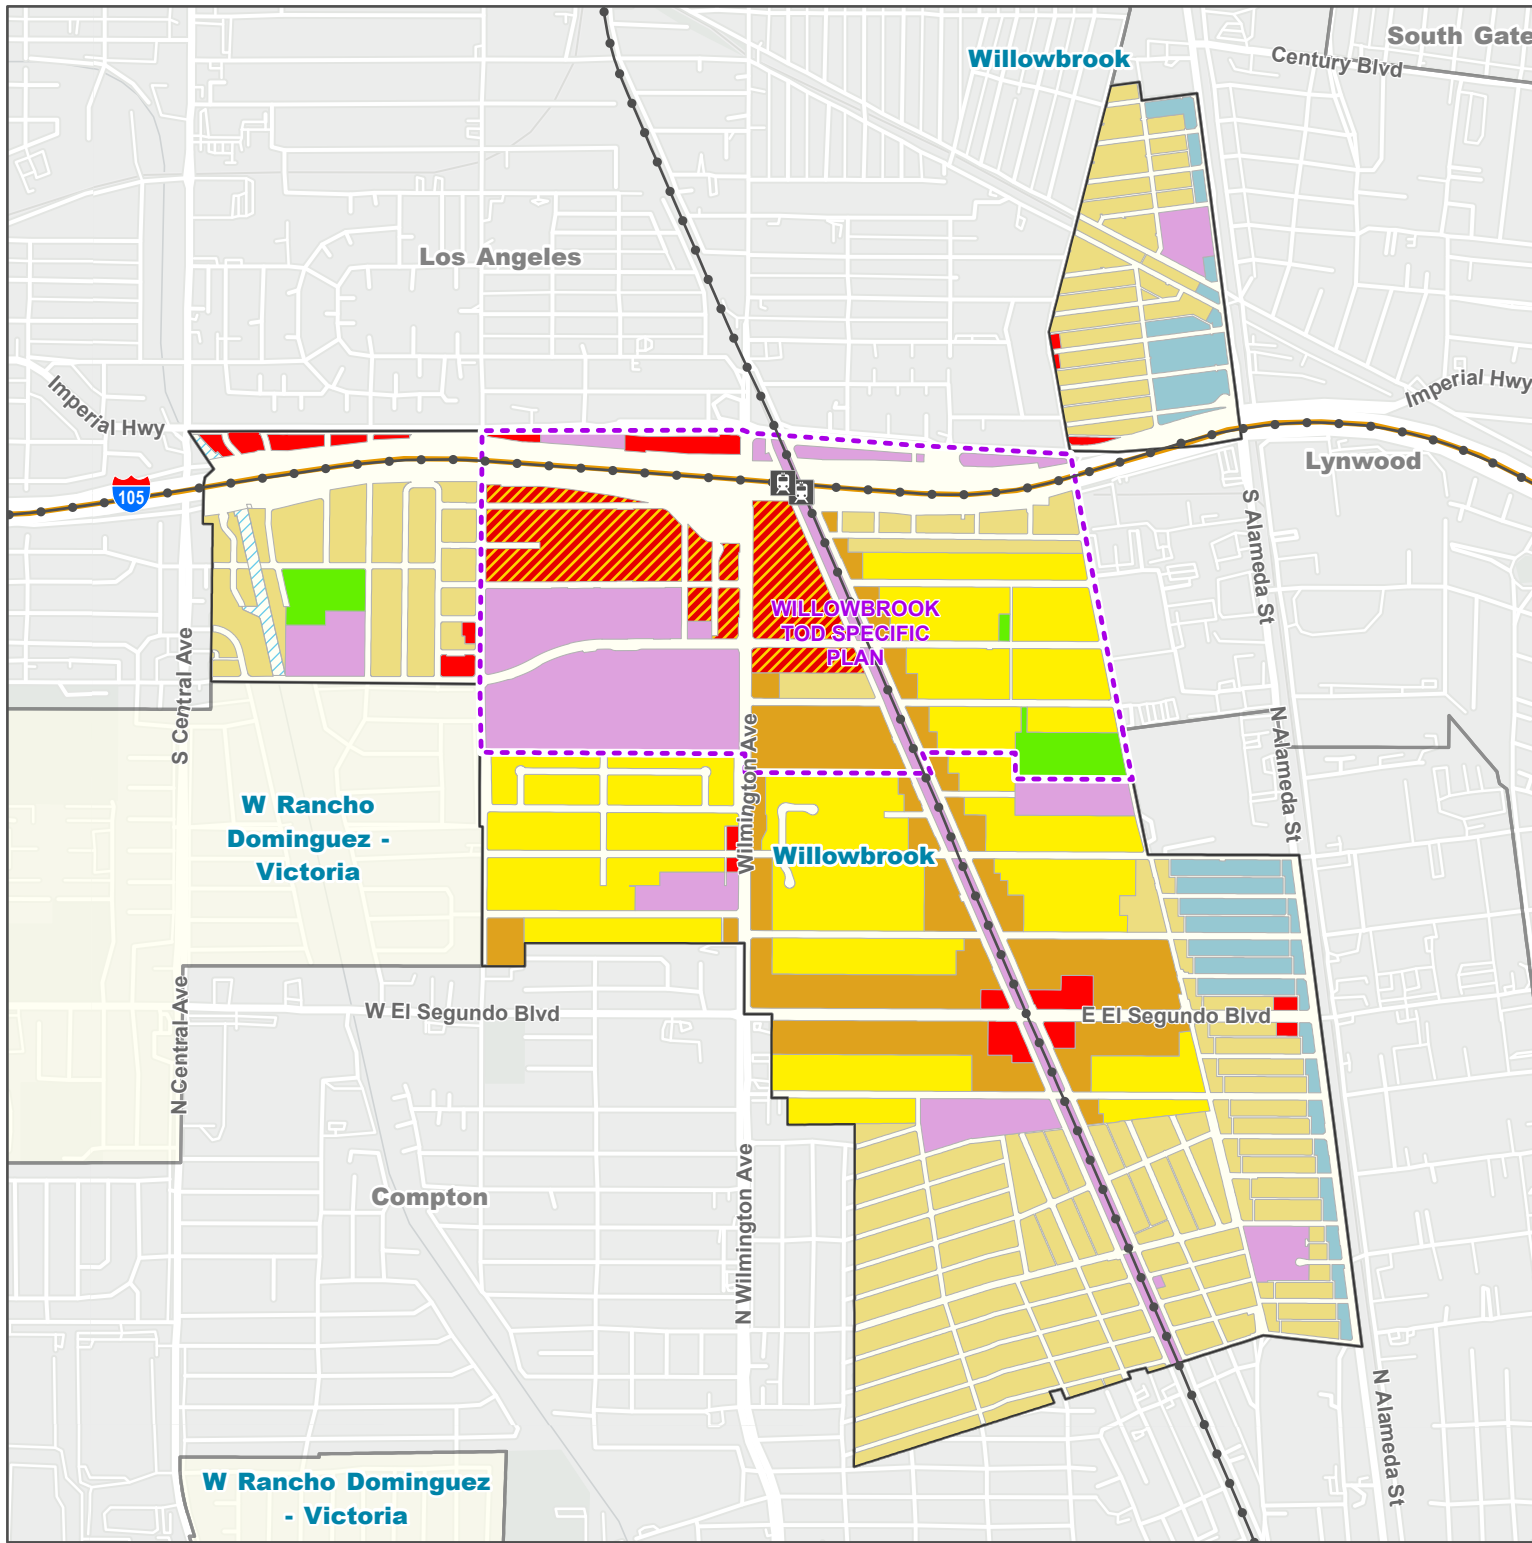 South Gate
Century Blvd
Willowbrook
Los Angeles
Imperial Hwy
Imperial Hwy
Lynwood
105
S Alameda St
WILLOWBROOK
TOD SPECIFIC
PLAN
S Central Ave
N Alameda St
Wilmington Ave
W Rancho
Dominguez -
Victoria
Willowbrook
W El Segundo Blvd
E El Segundo Blvd
N Central Ave
Compton
N Wilmington Ave
N Alameda St
W Rancho Dominguez
- Victoria